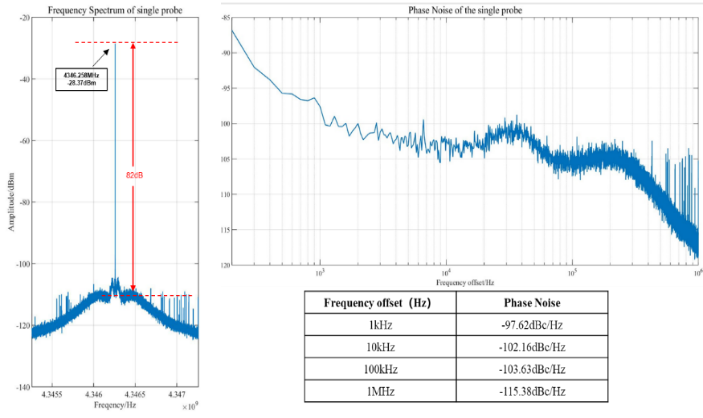 Frequency Spectrum of single probe
-20
-40
-60
-80
-100
-120
-140
Amplitude/dBm
4346.258MHz
-28.37dBm
82dB
4.3455
4.346
4.3465
4.347
Freqency/Hz
Phase Noise of the single probe
-85
-90
-95
100
105
110
115
120
10³
10⁴
10⁵
10⁶
Frequency offset/Hz
Frequency offset (Hz) Phase Noise
1kHz -97.62dBc/Hz
10kHz -102.16dBc/Hz
100kHz -103.63dBc/Hz
1MHz -115.38dBc/Hz